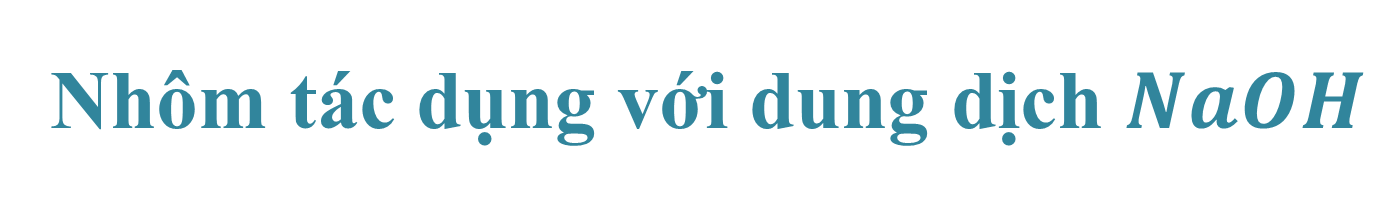 Nhôm tác dụng với dung dịch NaOH